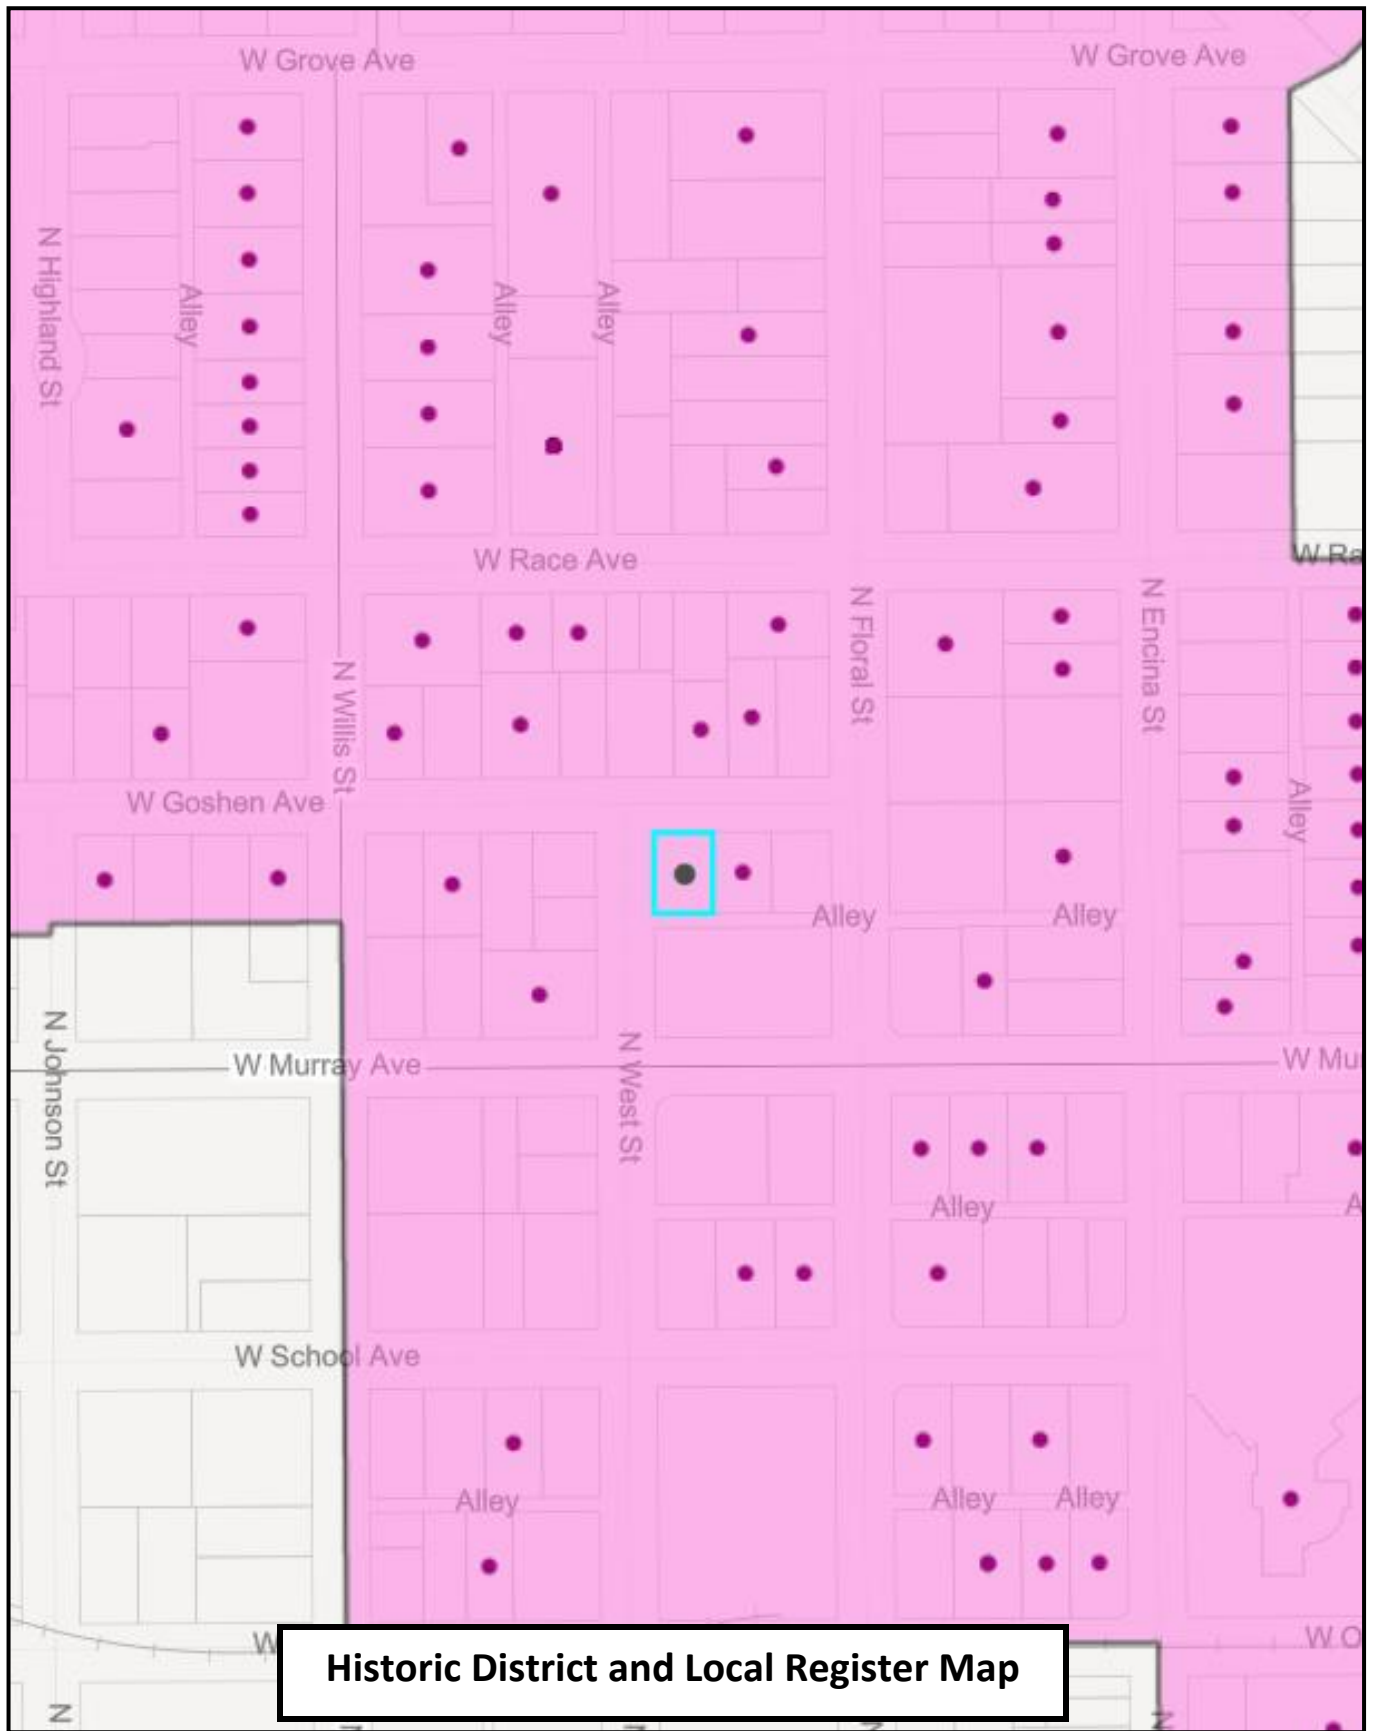 W Grove Ave
W Grove Ave
N Highland St
Alley
Alley
Alley
W Race Ave
W Ra
N Willis St
N Floral St
N Encina St
W Goshen Ave
Alley
Alley
Alley
N Johnson St
W Murray Ave
N West St
W Mu
Alley
A
W School Ave
Alley
Alley
Alley
W
W O
Historic District and Local Register Map
N
N